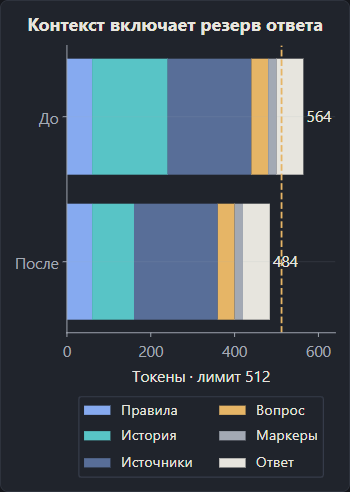 Контекст включает резерв ответа
До
564
После
484
0 200 400 600
Токены · лимит 512
Правила Вопрос
История Маркеры
Источники Ответ